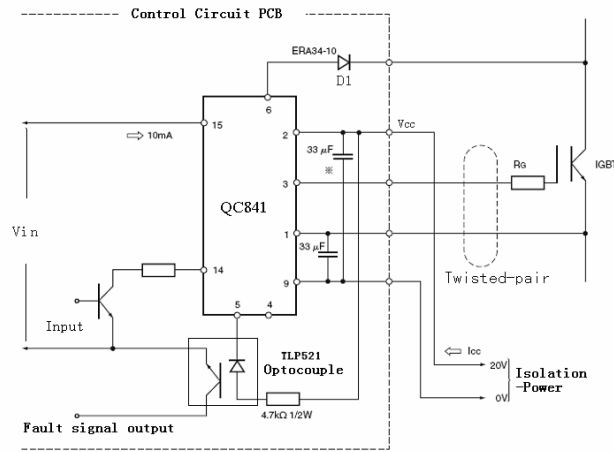 Control Circuit PCB
ERA34-10
D1
6
15
10mA
2
Vcc
33 μF
※
RG
IGBT
3
QC841
Vin
1
33 μF
Twisted-pair
14
9
Input
5
4
Icc
TLP521
Optocouple
20V
Isolation
-Power
0V
4.7kΩ 1/2W
Fault signal output